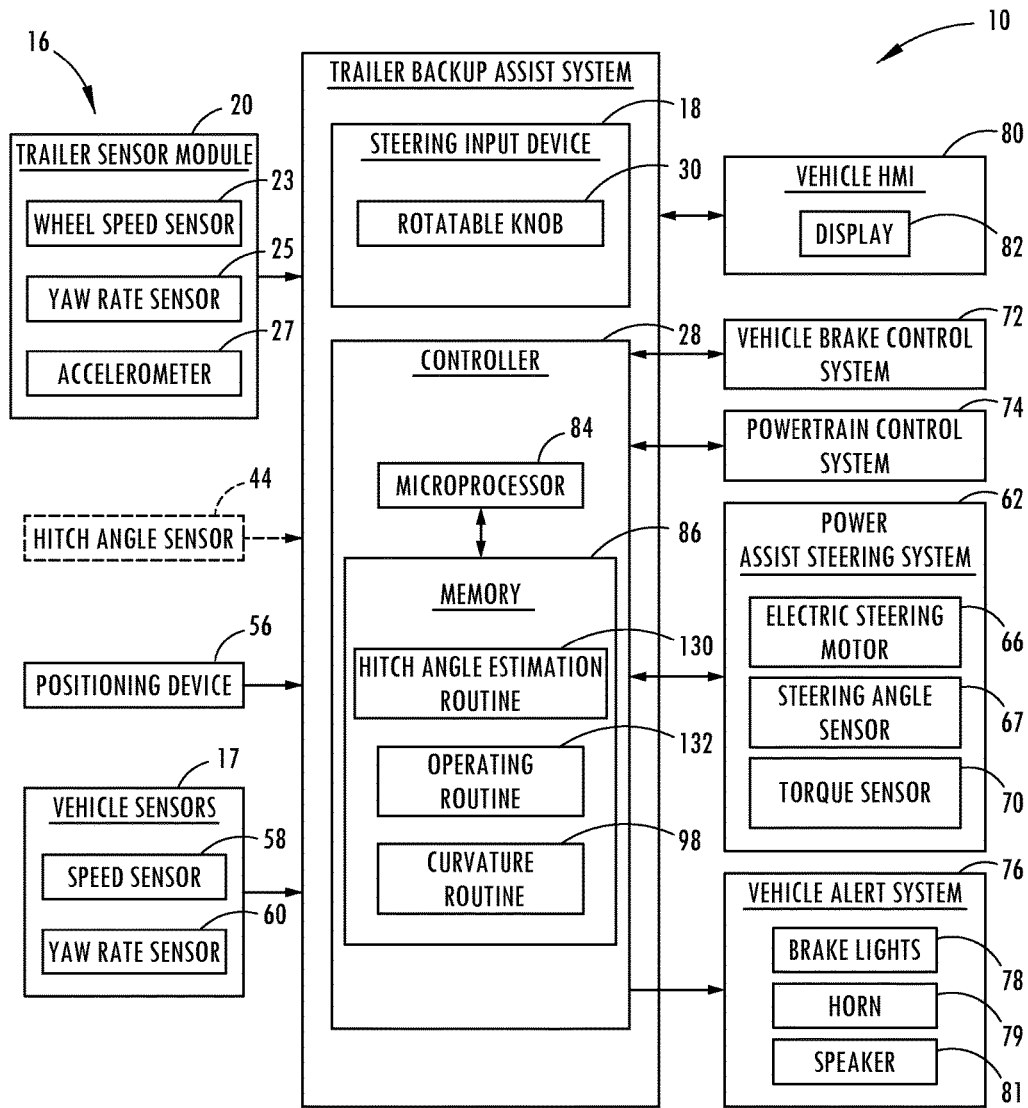 16
10
20
TRAILER SENSOR MODULE
23
WHEEL SPEED SENSOR
25
YAW RATE SENSOR
27
ACCELEROMETER
44
HITCH ANGLE SENSOR
56
POSITIONING DEVICE
17
VEHICLE SENSORS
58
SPEED SENSOR
60
YAW RATE SENSOR
TRAILER BACKUP ASSIST SYSTEM
18
STEERING INPUT DEVICE
30
ROTATABLE KNOB
28
CONTROLLER
84
MICROPROCESSOR
86
MEMORY
130
HITCH ANGLE ESTIMATION
ROUTINE
132
OPERATING
ROUTINE
98
CURVATURE
ROUTINE
80
VEHICLE HMI
DISPLAY
82
72
VEHICLE BRAKE CONTROL
SYSTEM
74
POWERTRAIN CONTROL
SYSTEM
62
POWER
ASSIST STEERING SYSTEM
ELECTRIC STEERING
MOTOR
66
STEERING ANGLE
SENSOR
67
TORQUE SENSOR
70
76
VEHICLE ALERT SYSTEM
BRAKE LIGHTS
78
HORN
79
SPEAKER
81